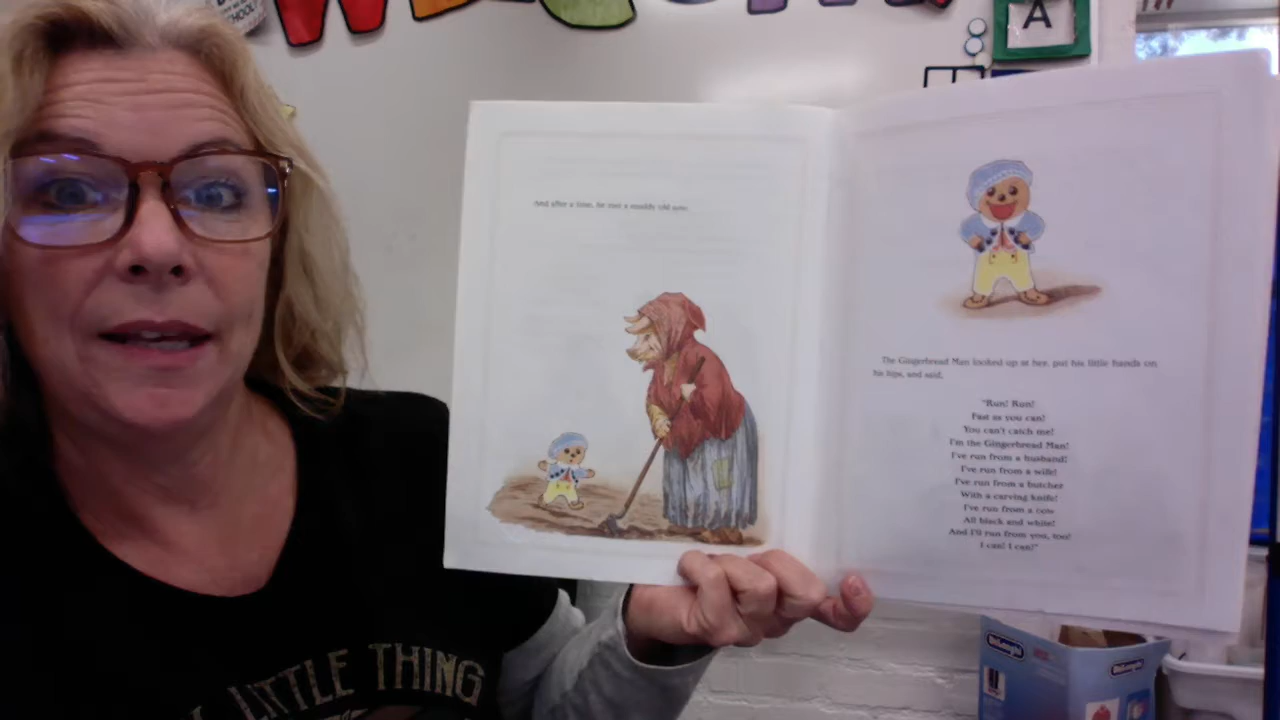 SCHOOL!
A
And after a time, he met a muddy old sow.
The Gingerbread Man looked up at her, put his little hands on
his hips, and said,
"Run! Run!
Fast as you can!
You can't catch me!
I'm the Gingerbread Man!
I've run from a husband!
I've run from a wife!
I've run from a butcher
With a carving knife!
I've run from a cow
All black and white!
And I'll run from you, too!
I can! I can!"
LITTLE THING
DeLonghi
DeLonghi